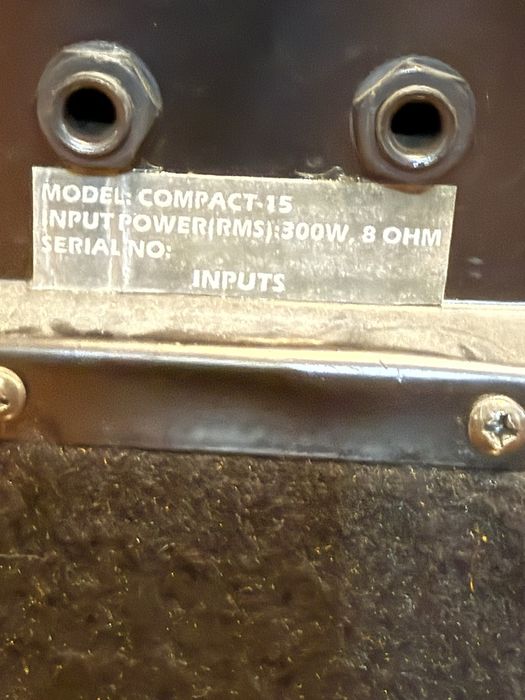 MODEL: COMPACT-15
INPUT POWER(RMS):300W, 8 OHM
SERIAL NO:
INPUTS